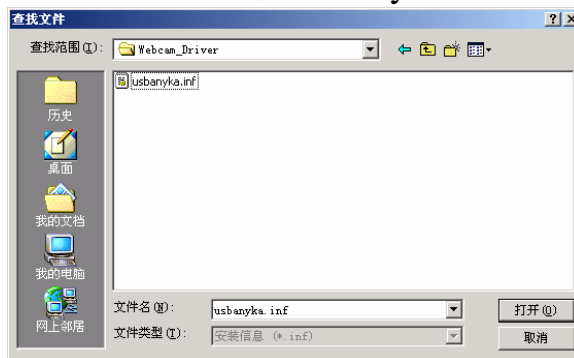 查找文件
查找范围(I):
Webcam_Driver
usbanyka.inf
历史
桌面
我的文档
我的电脑
网上邻居
文件名(N):
usbanyka.inf
打开(O)
文件类型(T):
安装信息 (*.inf)
取消